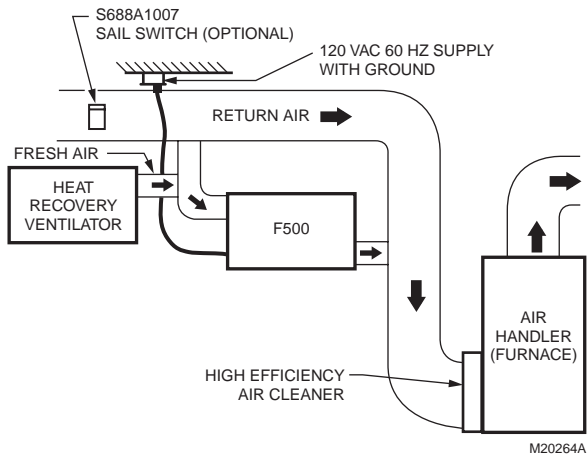 S688A1007
SAIL SWITCH (OPTIONAL)
120 VAC 60 HZ SUPPLY
WITH GROUND
RETURN AIR
FRESH AIR
HEAT
RECOVERY
VENTILATOR
F500
AIR
HANDLER
(FURNACE)
HIGH EFFICIENCY
AIR CLEANER
M20264A